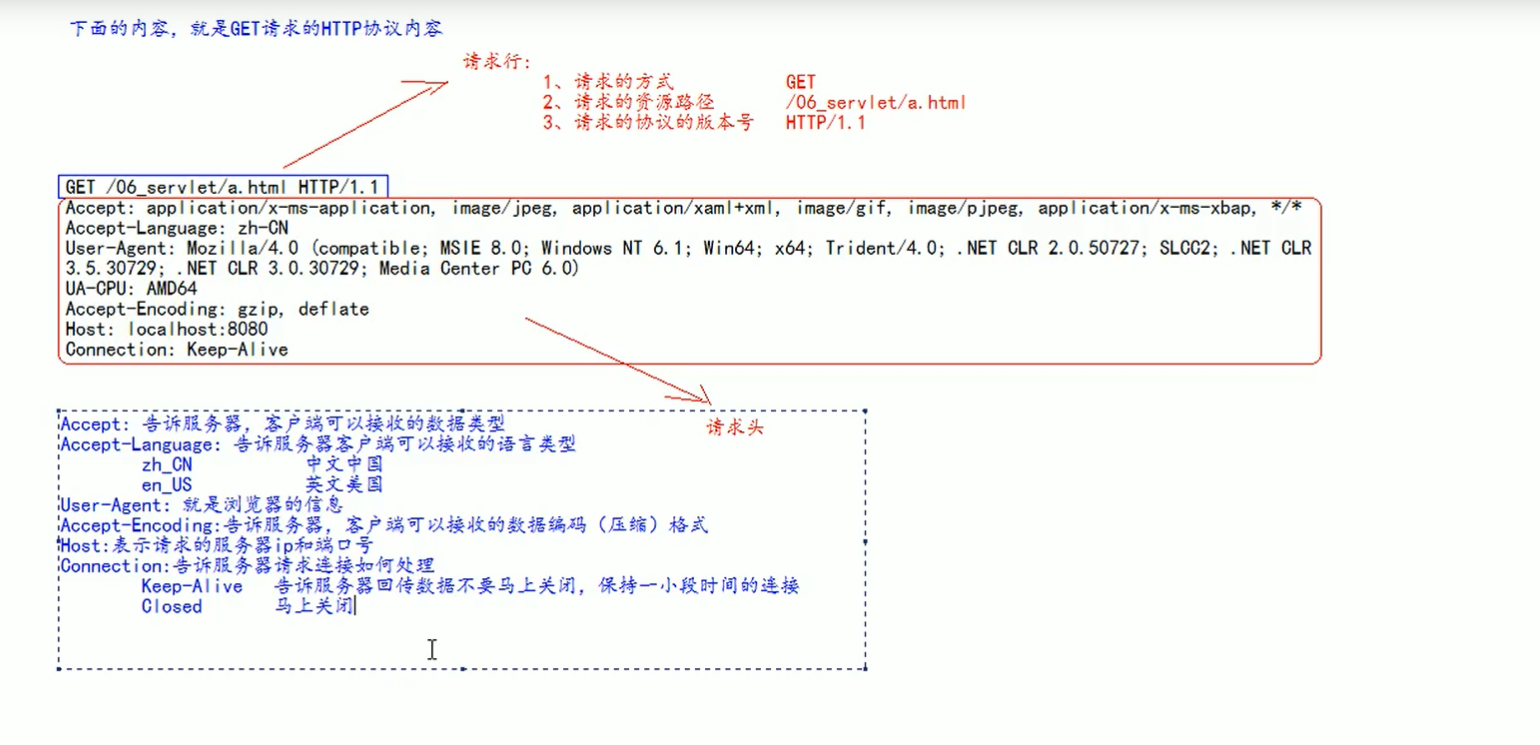 下面的内容，就是GET请求的HTTP协议内容
请求行：
1、请求的方式 GET
2、请求的资源路径 /06_servlet/a.html
3、请求的协议的版本号 HTTP/1.1
GET /06_servlet/a.html HTTP/1.1
Accept: application/x-ms-application, image/jpeg, application/xaml+xml, image/gif, image/pjpeg, application/x-ms-xbap, */*
Accept-Language: zh-CN
User-Agent: Mozilla/4.0 (compatible; MSIE 8.0; Windows NT 6.1; Win64; x64; Trident/4.0; .NET CLR 2.0.50727; SLCC2; .NET CLR
3.5.30729; .NET CLR 3.0.30729; Media Center PC 6.0)
UA-CPU: AMD64
Accept-Encoding: gzip, deflate
Host: localhost:8080
Connection: Keep-Alive
请求头
Accept: 告诉服务器，客户端可以接收的数据类型
Accept-Language: 告诉服务器客户端可以接收的语言类型
zh_CN 中文中国
en_US 英文美国
User-Agent: 就是浏览器的信息
Accept-Encoding:告诉服务器，客户端可以接收的数据编码（压缩）格式
Host:表示请求的服务器ip和端口号
Connection:告诉服务器请求连接如何处理
Keep-Alive 告诉服务器回传数据不要马上关闭，保持一小段时间的连接
Closed 马上关闭